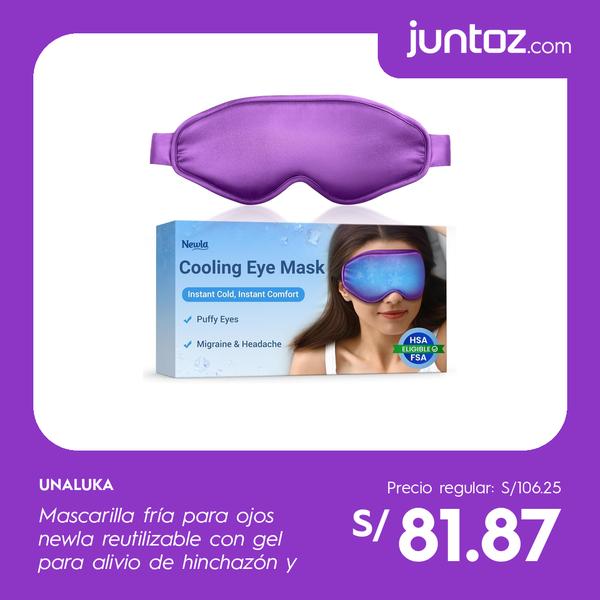 juntoz.com
Newla
Cooling Eye Mask
Instant Cold, Instant Comfort
Puffy Eyes
Migraine & Headache
HSA
ELIGIBLE
FSA
UNALUKA
Mascarilla fría para ojos
newla reutilizable con gel
para alivio de hinchazón y
Precio regular: S/106.25
S/ 81.87